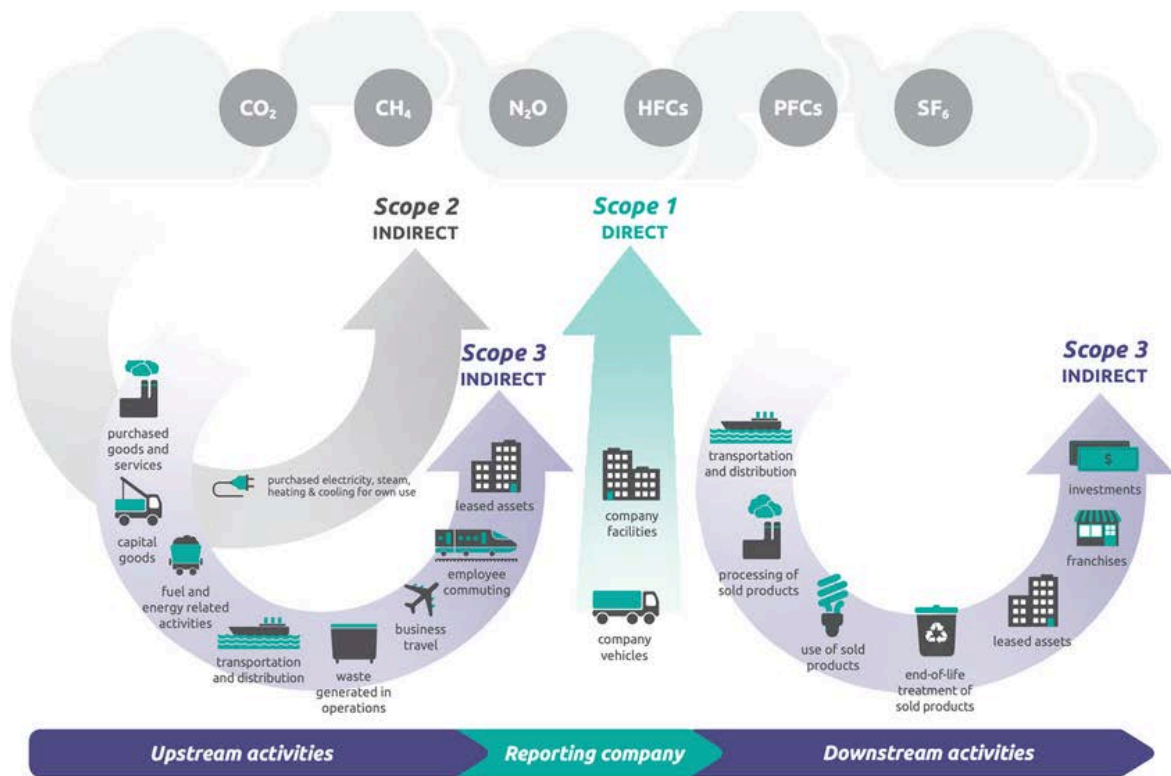 CO₂
CH₄
N₂O
HFCs
PFCs
SF₆
Scope 2
INDIRECT
Scope 1
DIRECT
Scope 3
INDIRECT
Scope 3
INDIRECT
purchased
goods and
services
capital
goods
fuel and
energy related
activities
purchased electricity, steam,
heating & cooling for own use
transportation
and distribution
waste
generated in
operations
business
travel
employee
commuting
leased assets
company
facilities
company
vehicles
transportation
and distribution
processing of
sold products
use of sold
products
end-of-life
treatment of
sold products
leased assets
franchises
$
investments
Upstream activities
Reporting company
Downstream activities